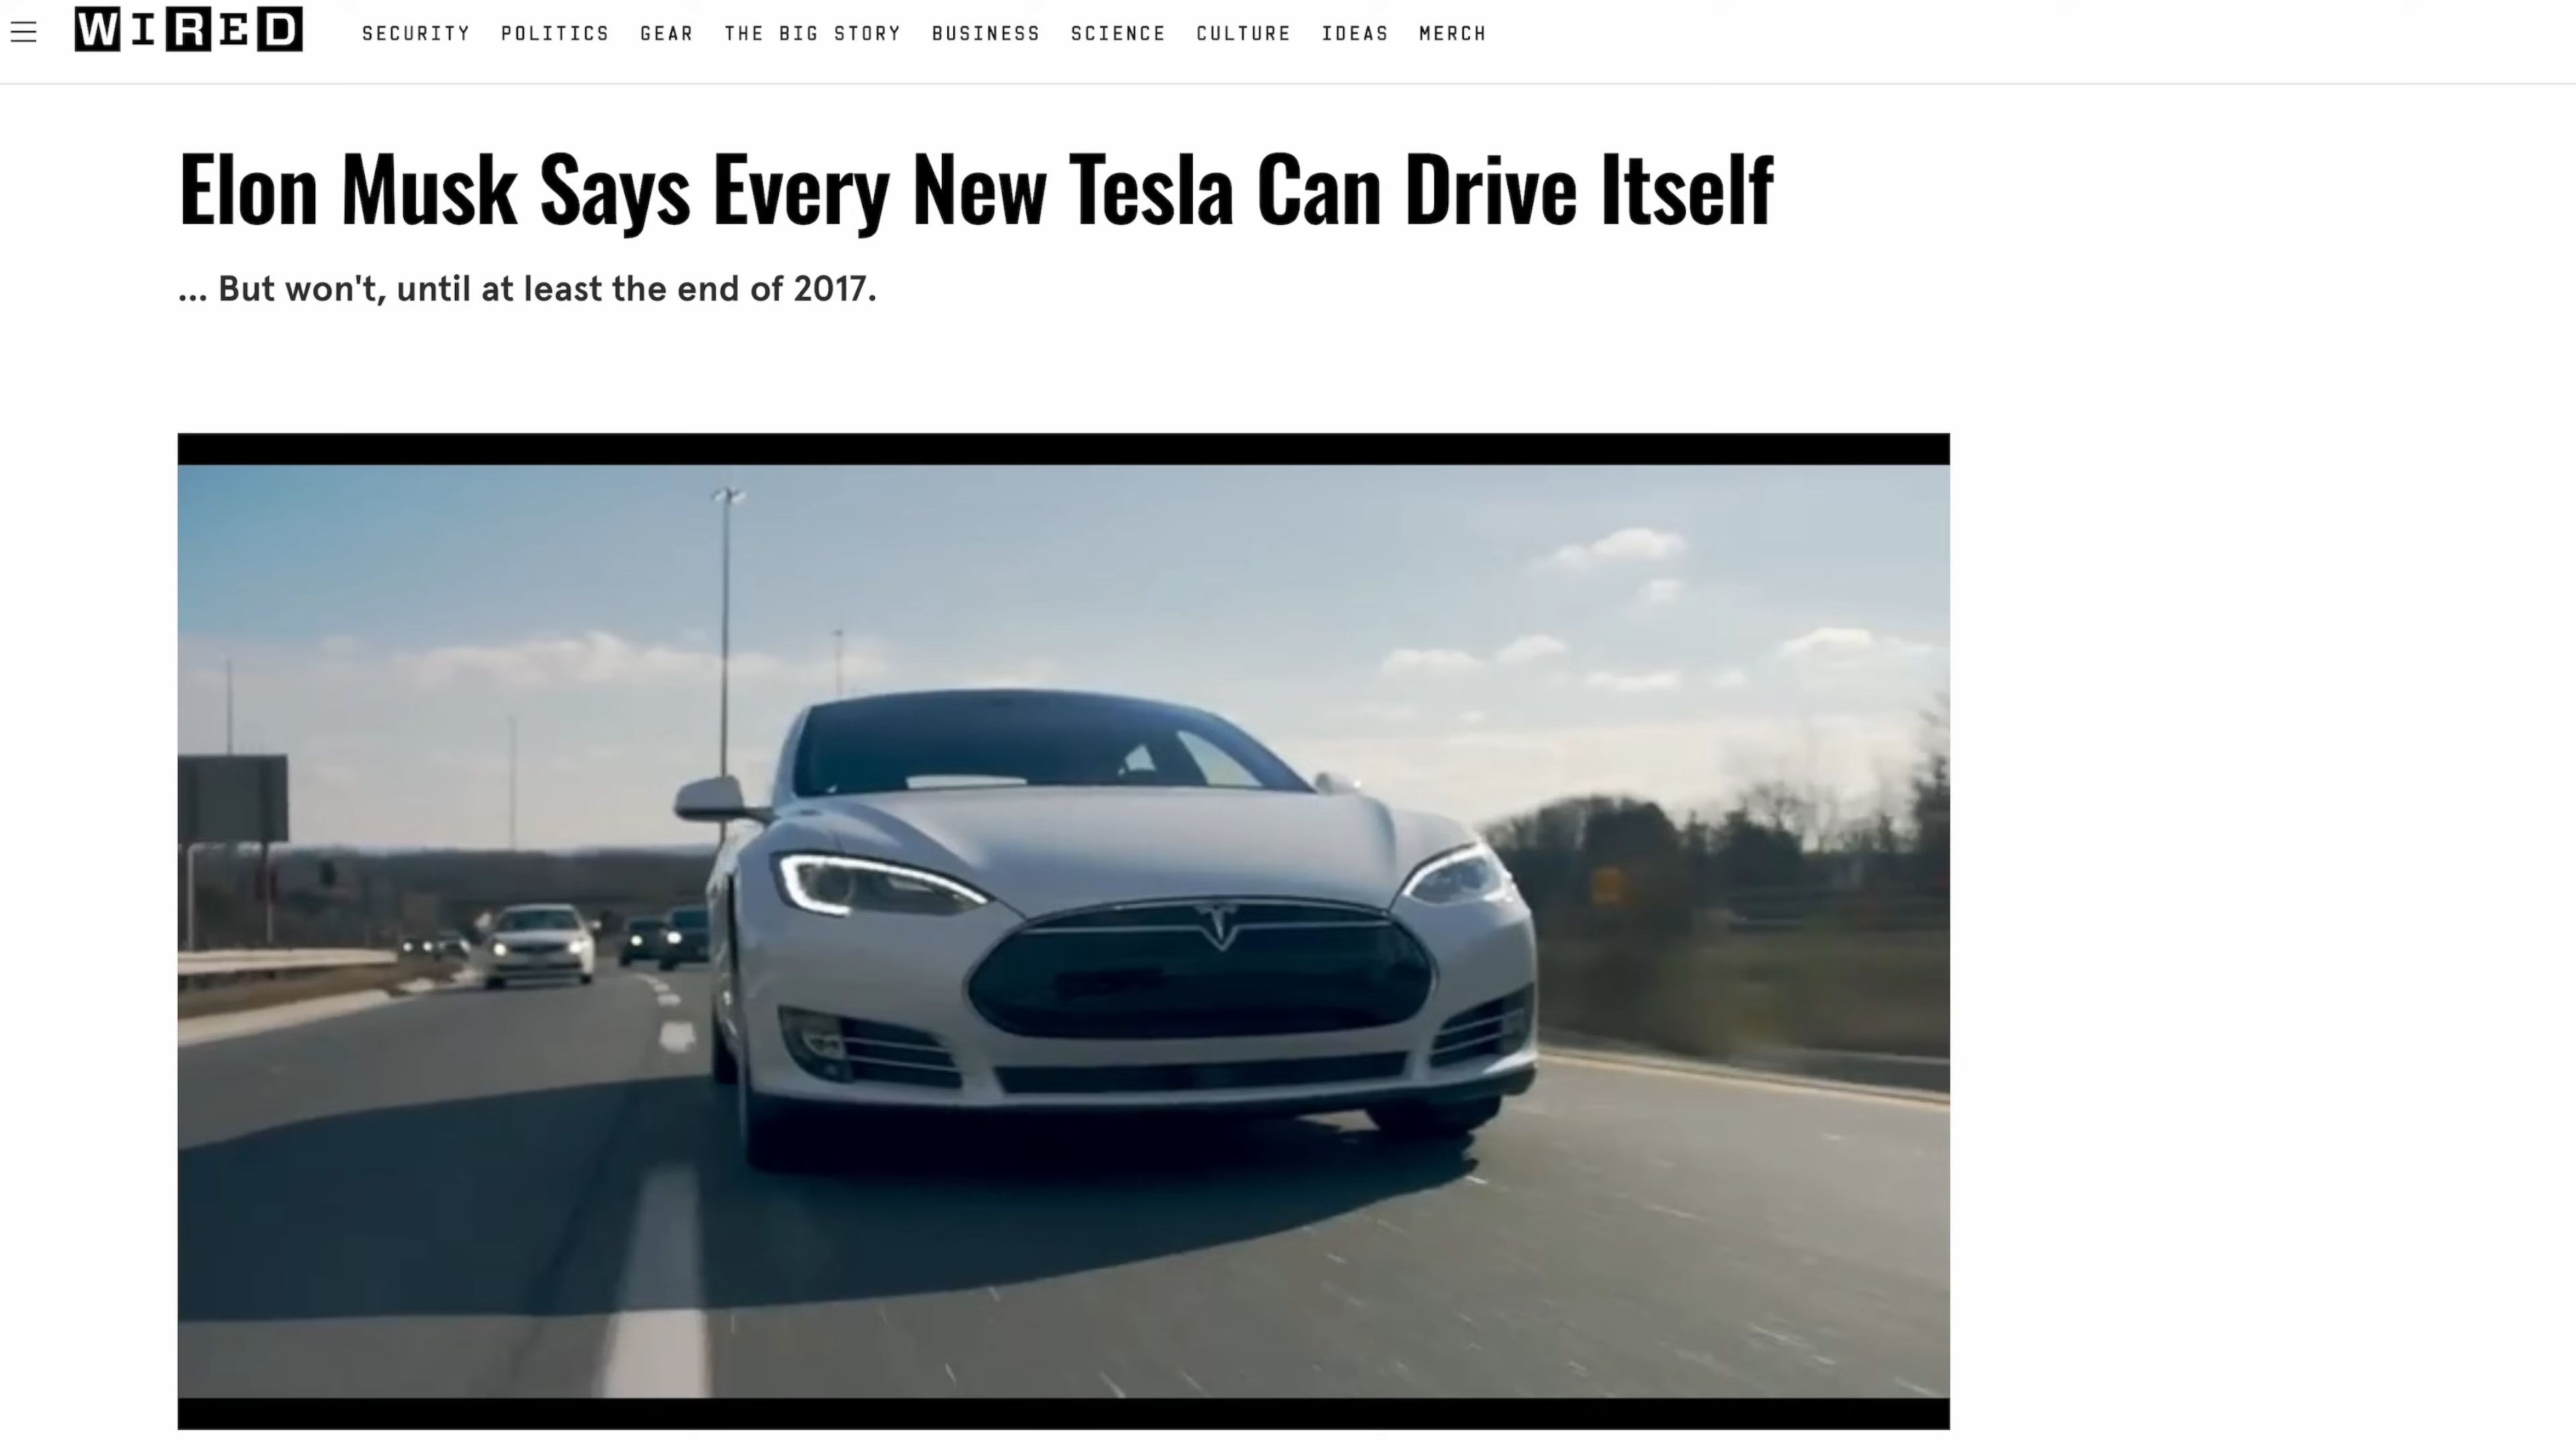 WIRED
SECURITY POLITICS GEAR THE BIG STORY BUSINESS SCIENCE CULTURE IDEAS MERCH
Elon Musk Says Every New Tesla Can Drive Itself
... But won't, until at least the end of 2017.